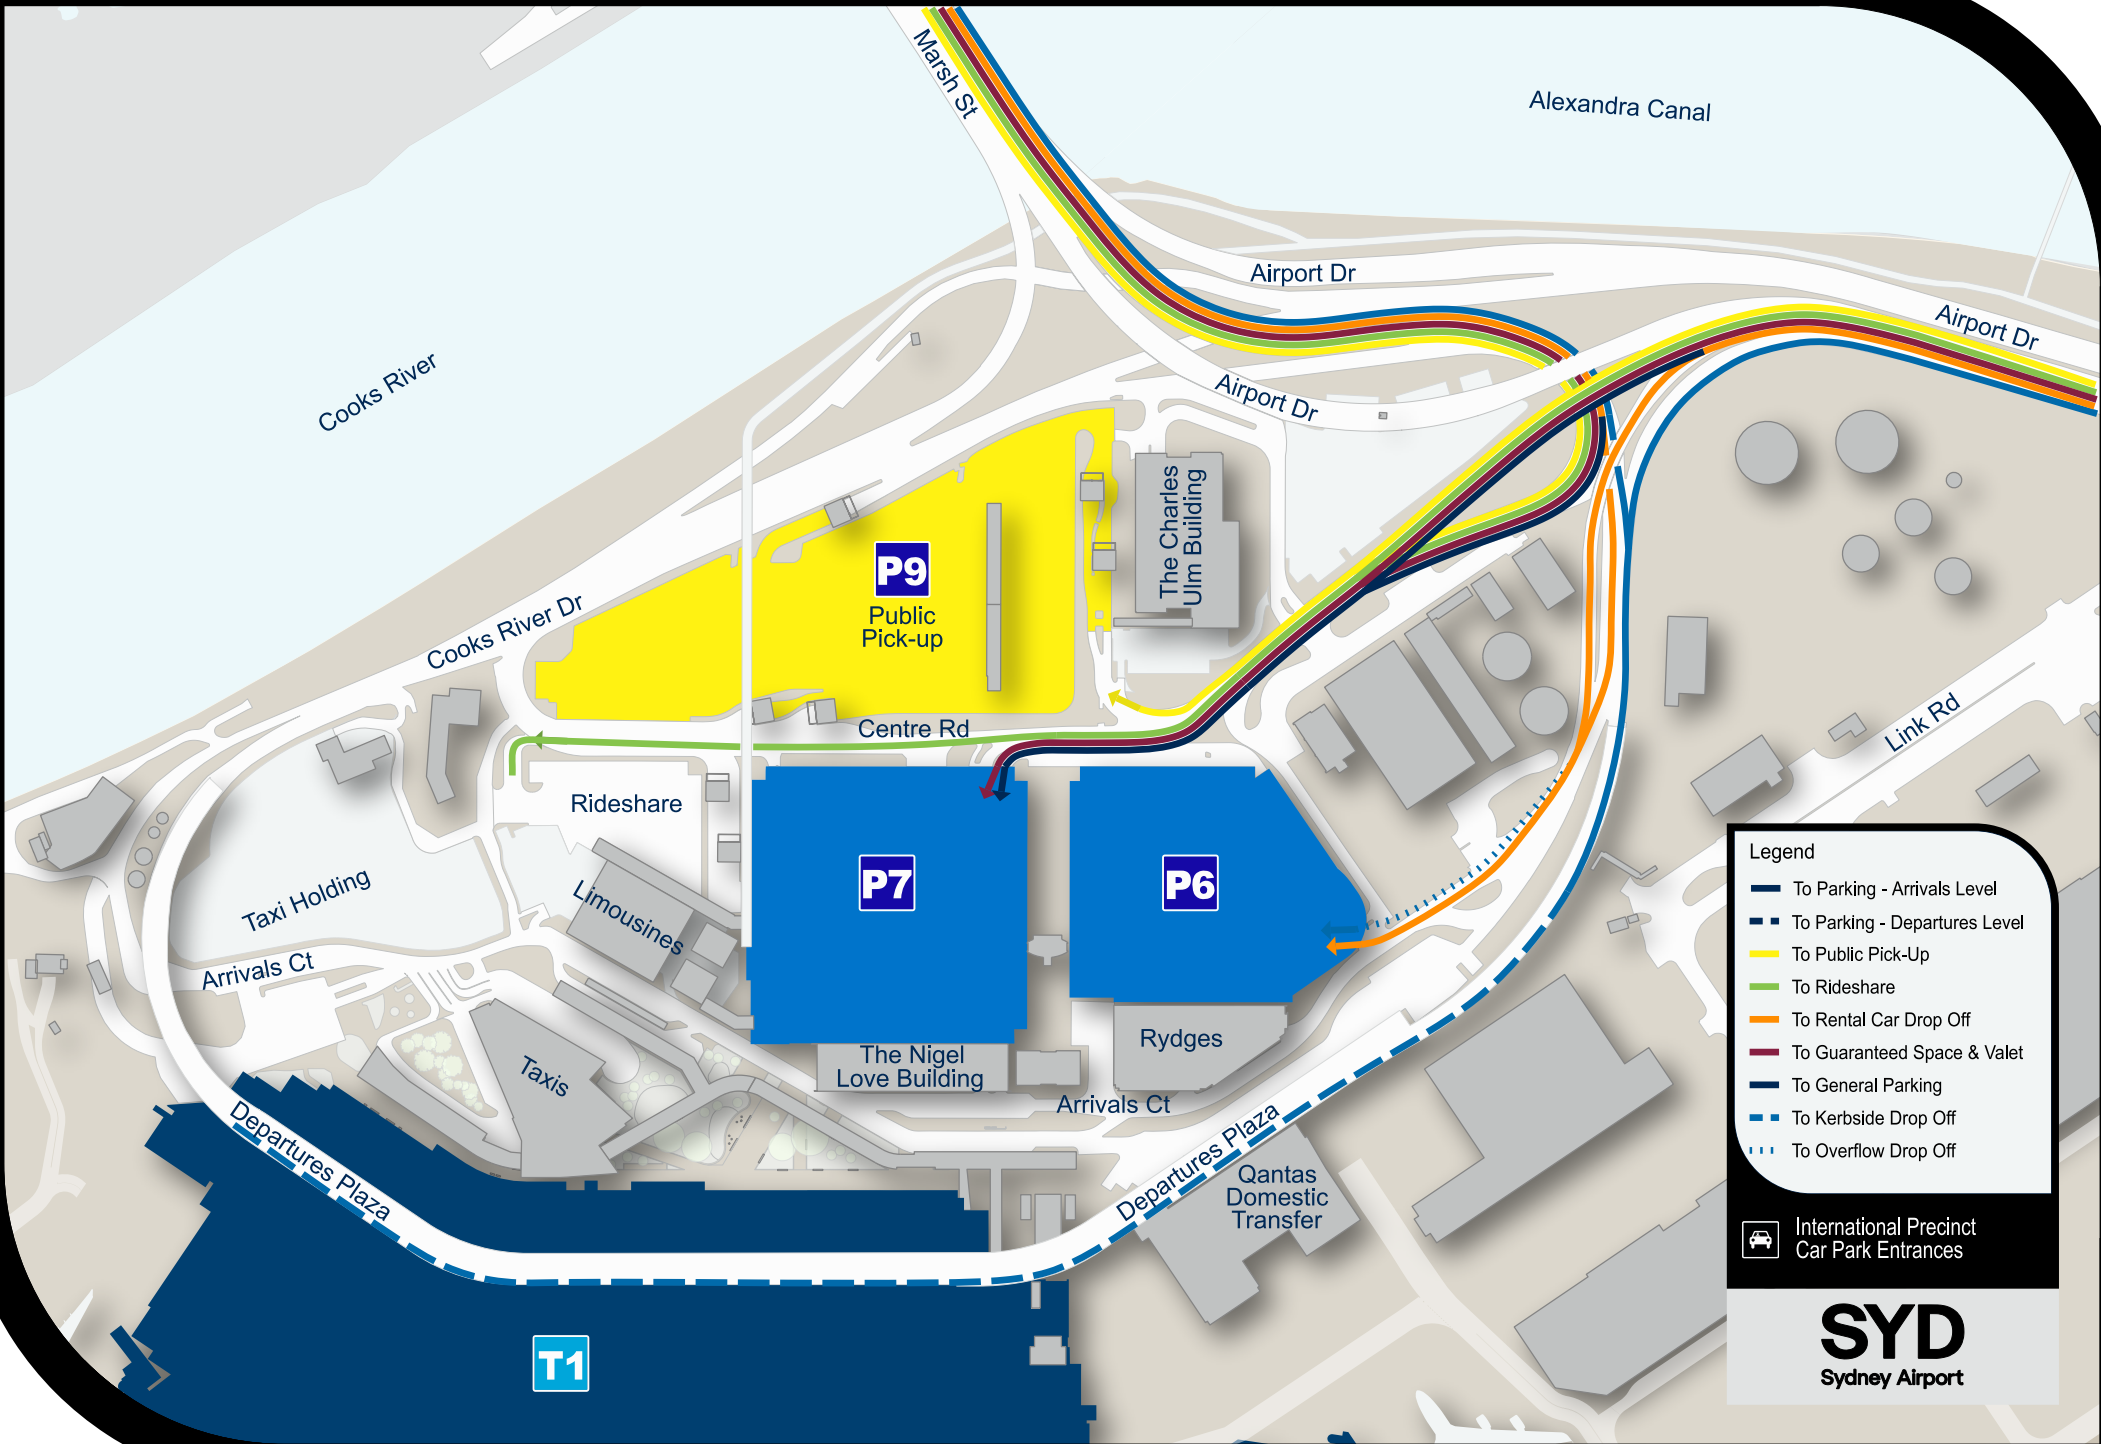 Marsh St
Alexandra Canal
Airport Dr
Airport Dr
Airport Dr
Cooks River
The Charles
Ulm Building
P9
Public
Pick-up
Cooks River Dr
Centre Rd
Link Rd
Rideshare
P7
P6
Limousines
Taxi Holding
Arrivals Ct
Rydges
The Nigel
Love Building
Taxis
Arrivals Ct
Departures Plaza
Departures Plaza
Qantas
Domestic
Transfer
T1
Legend
To Parking - Arrivals Level
To Parking - Departures Level
To Public Pick-Up
To Rideshare
To Rental Car Drop Off
To Guaranteed Space & Valet
To General Parking
To Kerbside Drop Off
To Overflow Drop Off
International Precinct
Car Park Entrances
SYD
Sydney Airport